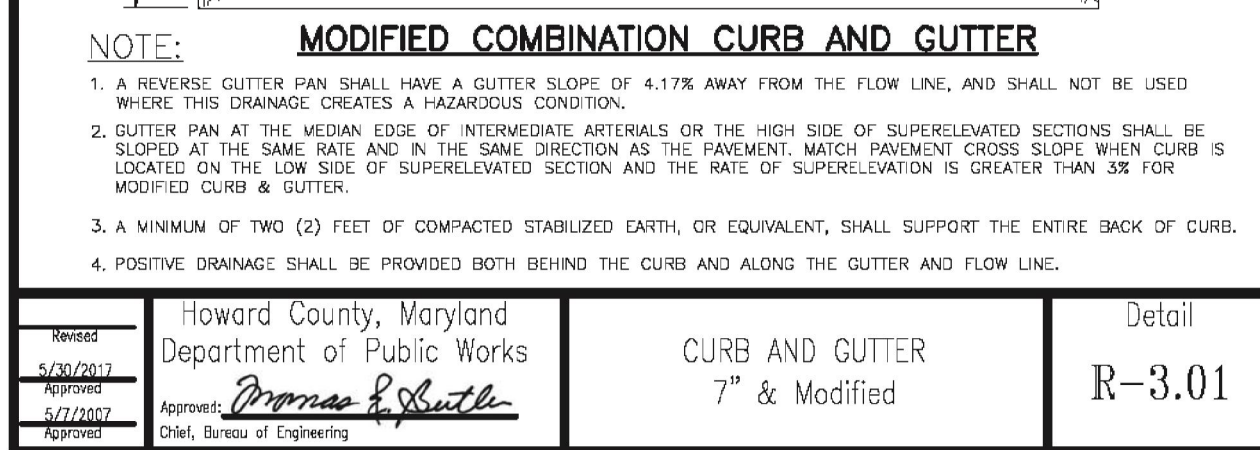 NOTE:
MODIFIED COMBINATION CURB AND GUTTER
1. A REVERSE GUTTER PAN SHALL HAVE A GUTTER SLOPE OF 4.17% AWAY FROM THE FLOW LINE, AND SHALL NOT BE USED
WHERE THIS DRAINAGE CREATES A HAZARDOUS CONDITION.
2. GUTTER PAN AT THE MEDIAN EDGE OF INTERMEDIATE ARTERIALS OR THE HIGH SIDE OF SUPERELEVATED SECTIONS SHALL BE
SLOPED AT THE SAME RATE AND IN THE SAME DIRECTION AS THE PAVEMENT. MATCH PAVEMENT CROSS SLOPE WHEN CURB IS
LOCATED ON THE LOW SIDE OF SUPERELEVATED SECTION AND THE RATE OF SUPERELEVATION IS GREATER THAN 3% FOR
MODIFIED CURB & GUTTER.
3. A MINIMUM OF TWO (2) FEET OF COMPACTED STABILIZED EARTH, OR EQUIVALENT, SHALL SUPPORT THE ENTIRE BACK OF CURB.
4. POSITIVE DRAINAGE SHALL BE PROVIDED BOTH BEHIND THE CURB AND ALONG THE GUTTER AND FLOW LINE.
Revised
5/30/2017
Approved
5/7/2007
Approved
Howard County, Maryland
Department of Public Works
Approved: Thomas E. Butler
Chief, Bureau of Engineering
CURB AND GUTTER
7" & Modified
Detail
R-3.01